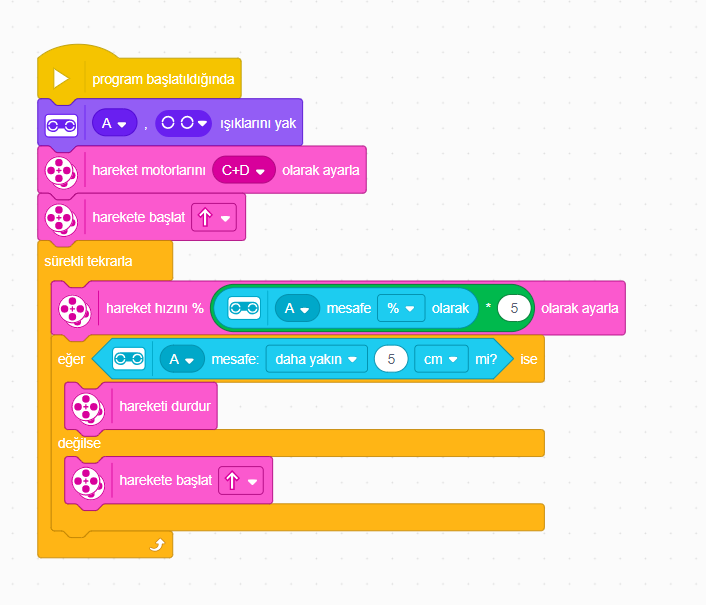 program başlatıldığında
A , ışıklarını yak
hareket motorlarını C+D olarak ayarla
harekete başlat
sürekli tekrarla
hareket hızını % A mesafe % olarak * 5 olarak ayarla
eğer A mesafe: daha yakın 5 cm mi? ise
hareketi durdur
değilse
harekete başlat